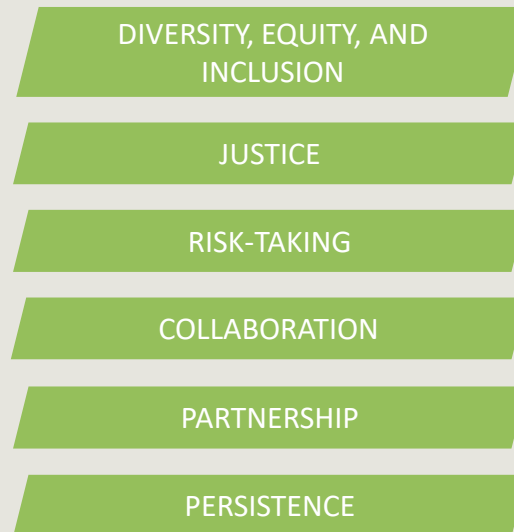 DIVERSITY, EQUITY, AND
INCLUSION
JUSTICE
RISK-TAKING
COLLABORATION
PARTNERSHIP
PERSISTENCE